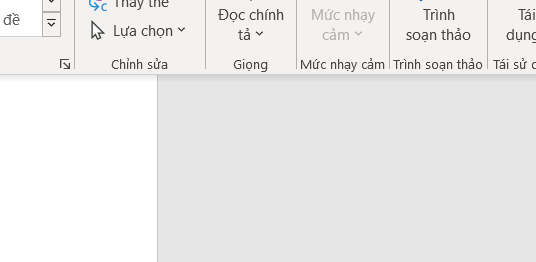 Thay thế
đề
Lựa chọn
Chỉnh sửa
Đọc chính
tả
Giọng
Mức nhạy
cảm
Mức nhạy cảm
Trình
soạn thảo
Trình soạn thảo
Tái
dụng
Tái sử